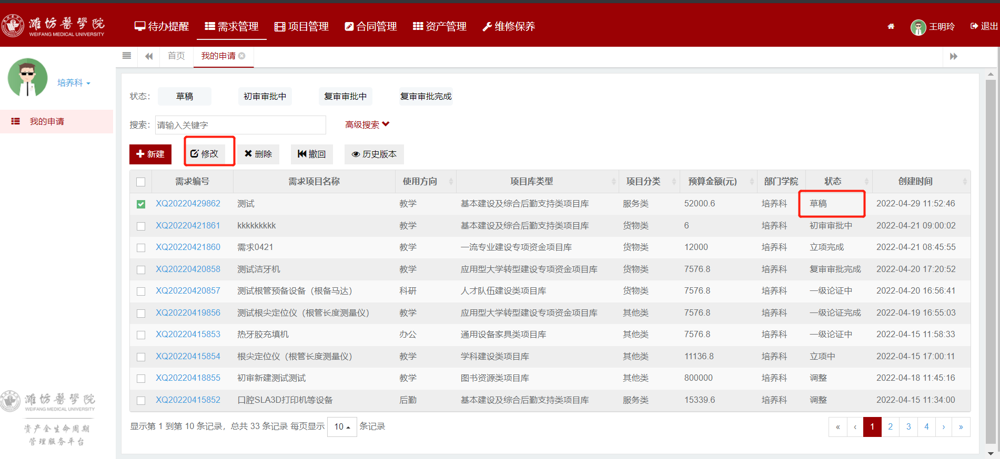 濰坊醫學院
WEIFANG MEDICAL UNIVERSITY
待办提醒 需求管理 项目管理 合同管理 资产管理 维修保养 王明玲 退出
首页 我的申请
培养科
我的申请
状态： 草稿 初审审批中 复审审批中 复审审批完成
搜索： 请输入关键字 高级搜索
新建 修改 删除 撤回 历史版本
需求编号 需求项目名称 使用方向 项目库类型 项目分类 预算金额(元) 部门学院 状态 创建时间
XQ20220429862 测试 教学 基本建设及综合后勤支持类项目库 服务类 52000.6 培养科 草稿 2022-04-29 11:52:46
XQ20220421861 kkkkkkkkk 教学 基本建设及综合后勤支持类项目库 货物类 6 培养科 初审审批中 2022-04-21 09:00:02
XQ20220421860 需求0421 教学 一流专业建设专项资金项目库 货物类 12000 培养科 立项完成 2022-04-21 08:45:55
XQ20220420858 测试洁牙机 教学 应用型大学转型建设专项资金项目库 货物类 7576.8 培养科 复审审批完成 2022-04-20 17:20:52
XQ20220420857 测试根管预备设备（根备马达） 科研 人才队伍建设类项目库 货物类 7576.8 培养科 一级论证中 2022-04-20 16:56:41
XQ20220419856 测试根尖定位仪（根管长度测量仪） 教学 应用型大学转型建设专项资金项目库 其他类 7576.8 培养科 一级论证完成 2022-04-19 16:55:03
XQ20220415853 热牙胶充填机 办公 通用设备家具类项目库 其他类 7576.8 培养科 一级论证中 2022-04-15 11:58:33
XQ20220415854 根尖定位仪（根管长度测量仪） 教学 学科建设类项目库 其他类 11136.8 培养科 立项中 2022-04-15 17:00:11
XQ20220418855 初审新建测试测试 教学 图书资源类项目库 其他类 800000 培养科 调整 2022-04-18 11:45:16
XQ20220415852 口腔SLA3D打印机等设备 后勤 基本建设及综合后勤支持类项目库 服务类 15339.6 培养科 调整 2022-04-15 11:34:00
显示第 1 到第 10 条记录，总共 33 条记录 每页显示 10 条记录 « ‹ 1 2 3 4 › »
濰坊醫學院
WEIFANG MEDICAL UNIVERSITY
资产全生命周期
管理服务平台